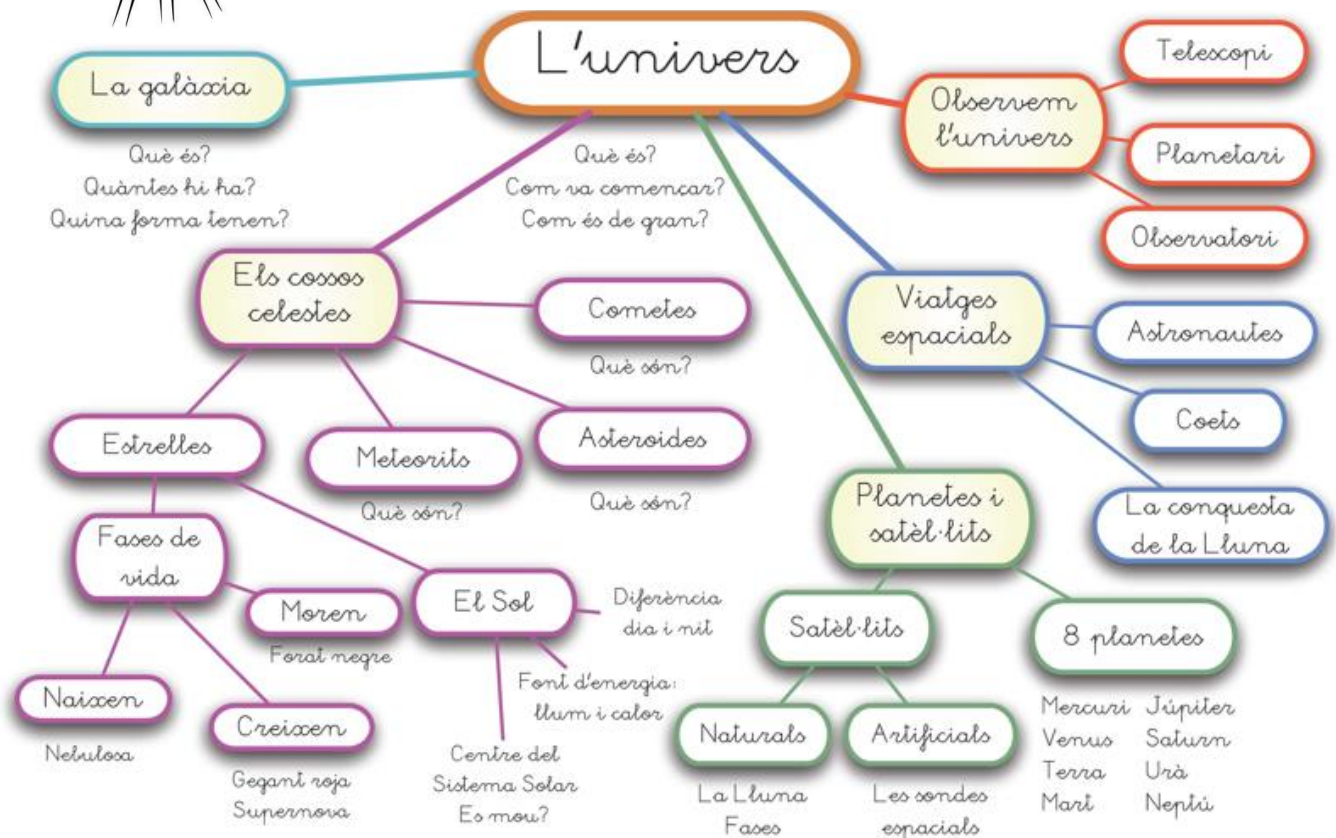 L'univers
Què és?
Com va començar?
Com és de gran?
La galàxia
Què és?
Quàntes hi ha?
Quina forma tenen?
Els cossos
celestes
Cometes
Què són?
Asteroides
Què són?
Meteorits
Què són?
Estrelles
Fases de
vida
Naixen
Nebulosa
Creixen
Gegant roja
Supernova
Moren
Forat negre
El Sol
Diferència
dia i nit
Font d'energia:
llum i calor
Centre del
Sistema Solar
Es mou?
Planetes i
satèl·lits
Satèl·lits
Naturals
La Lluna
Fases
Artificials
Les sondes
espacials
8 planetes
Mercuri Júpiter
Venus Saturn
Terra Urà
Mart Neptú
Viatges
espacials
Astronautes
Coets
La conquesta
de la Lluna
Observem
l'univers
Telescopi
Planetari
Observatori